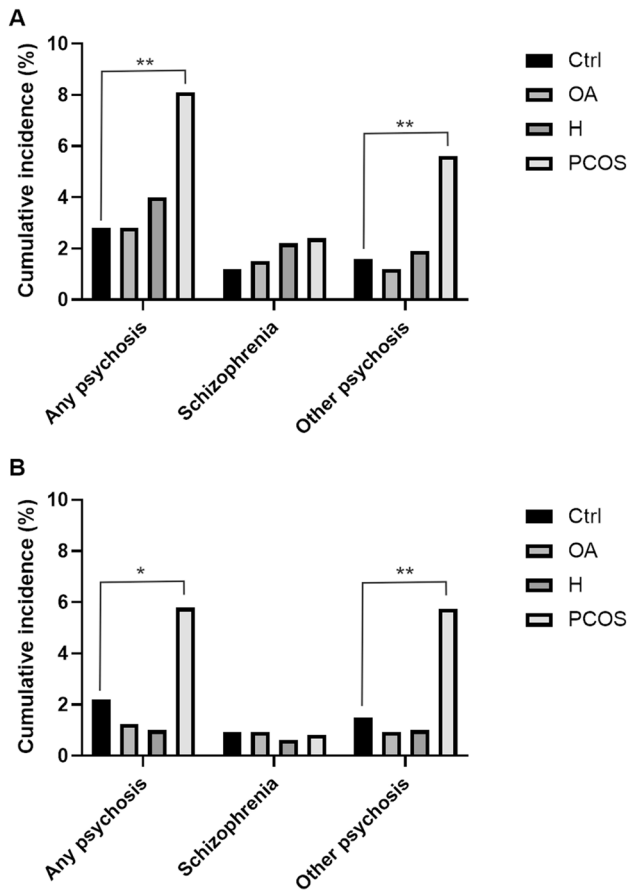 A
Cumulative incidence (%)
10
8
6
4
2
0
**
**
Any psychosis
Schizophrenia
Other psychosis
Ctrl
OA
H
PCOS
B
Cumulative incidence (%)
10
8
6
4
2
0
*
**
Any psychosis
Schizophrenia
Other psychosis
Ctrl
OA
H
PCOS